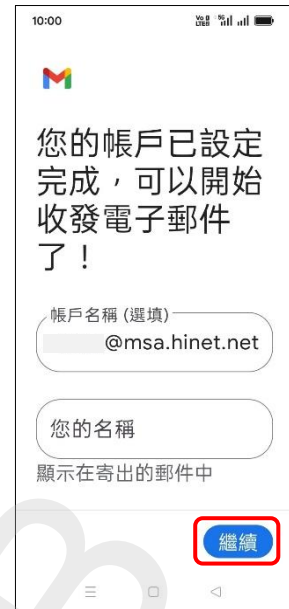 10:00
您的帳戶已設定
完成，可以開始
收發電子郵件
了！
帳戶名稱 (選填)
@msa.hinet.net
您的名稱
顯示在寄出的郵件中
繼續